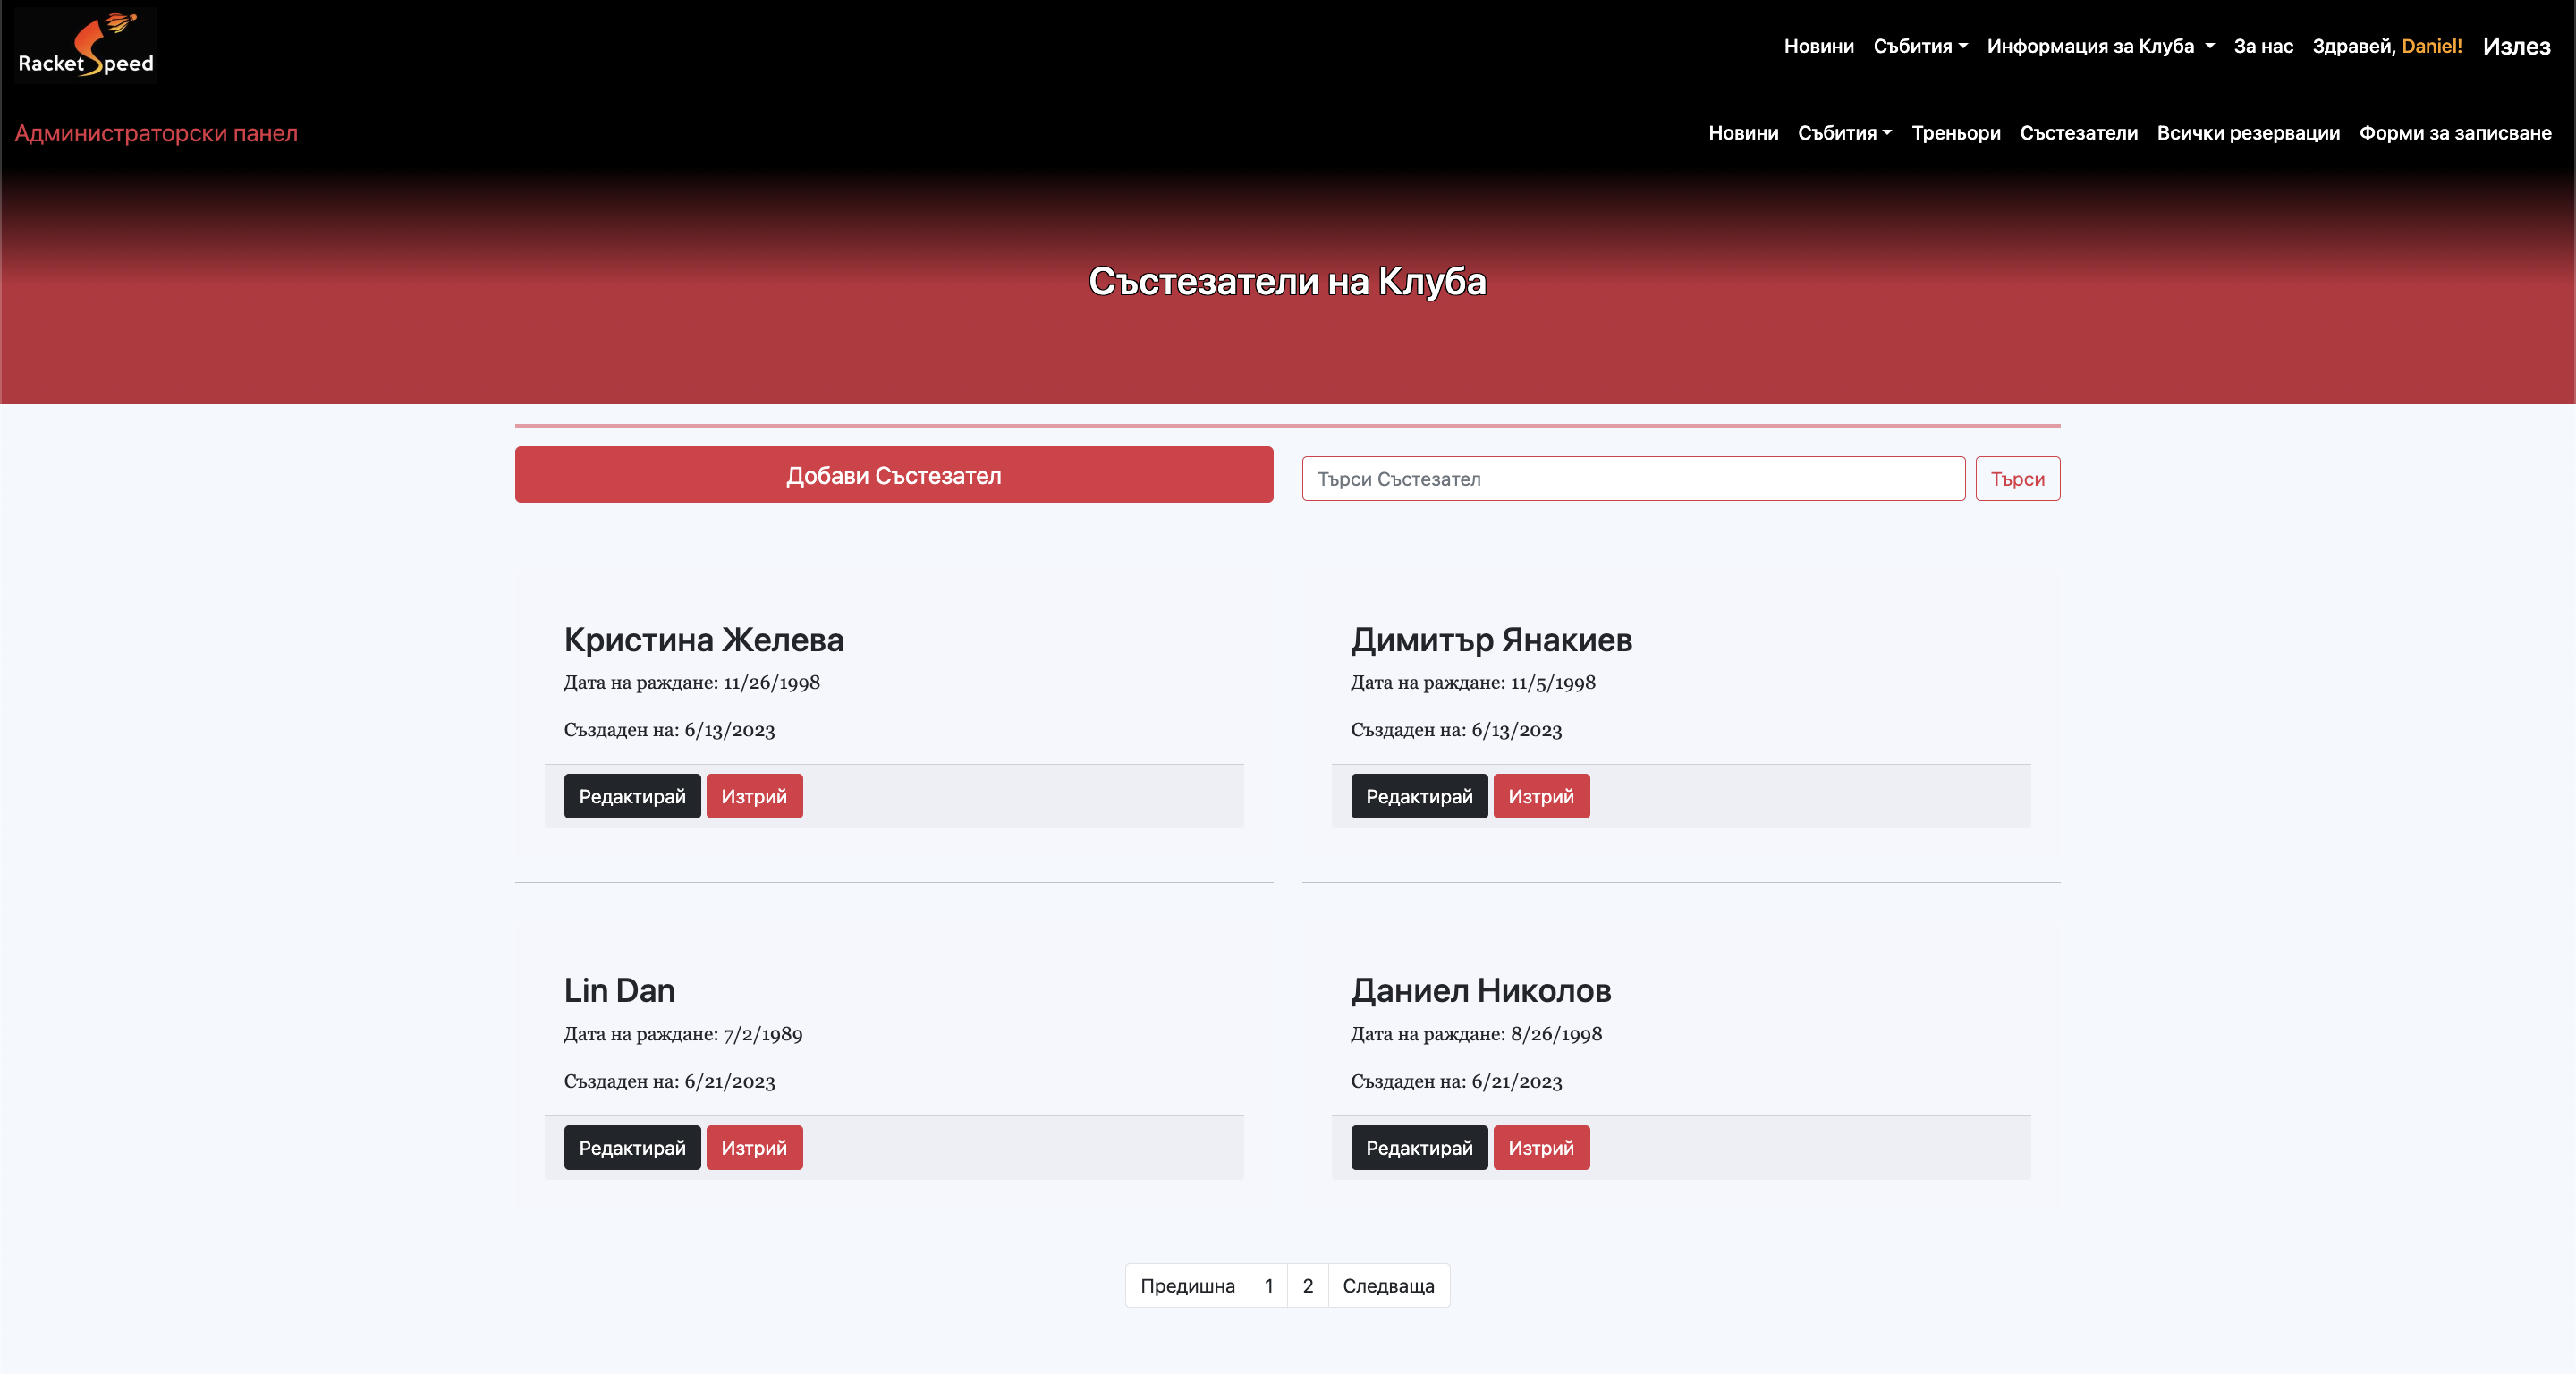 RacketSpeed
Новини Събития Информация за Клуба За нас Здравей, Daniel! Излез
Администраторски панел
Новини Събития Треньори Състезатели Всички резервации Форми за записване
Състезатели на Клуба
Добави Състезател
Търси Състезател
Търси
Кристина Желева
Дата на раждане: 11/26/1998
Създаден на: 6/13/2023
Редактирай Изтрий
Димитър Янакиев
Дата на раждане: 11/5/1998
Създаден на: 6/13/2023
Редактирай Изтрий
Lin Dan
Дата на раждане: 7/2/1989
Създаден на: 6/21/2023
Редактирай Изтрий
Даниел Николов
Дата на раждане: 8/26/1998
Създаден на: 6/21/2023
Редактирай Изтрий
Предишна 1 2 Следваща